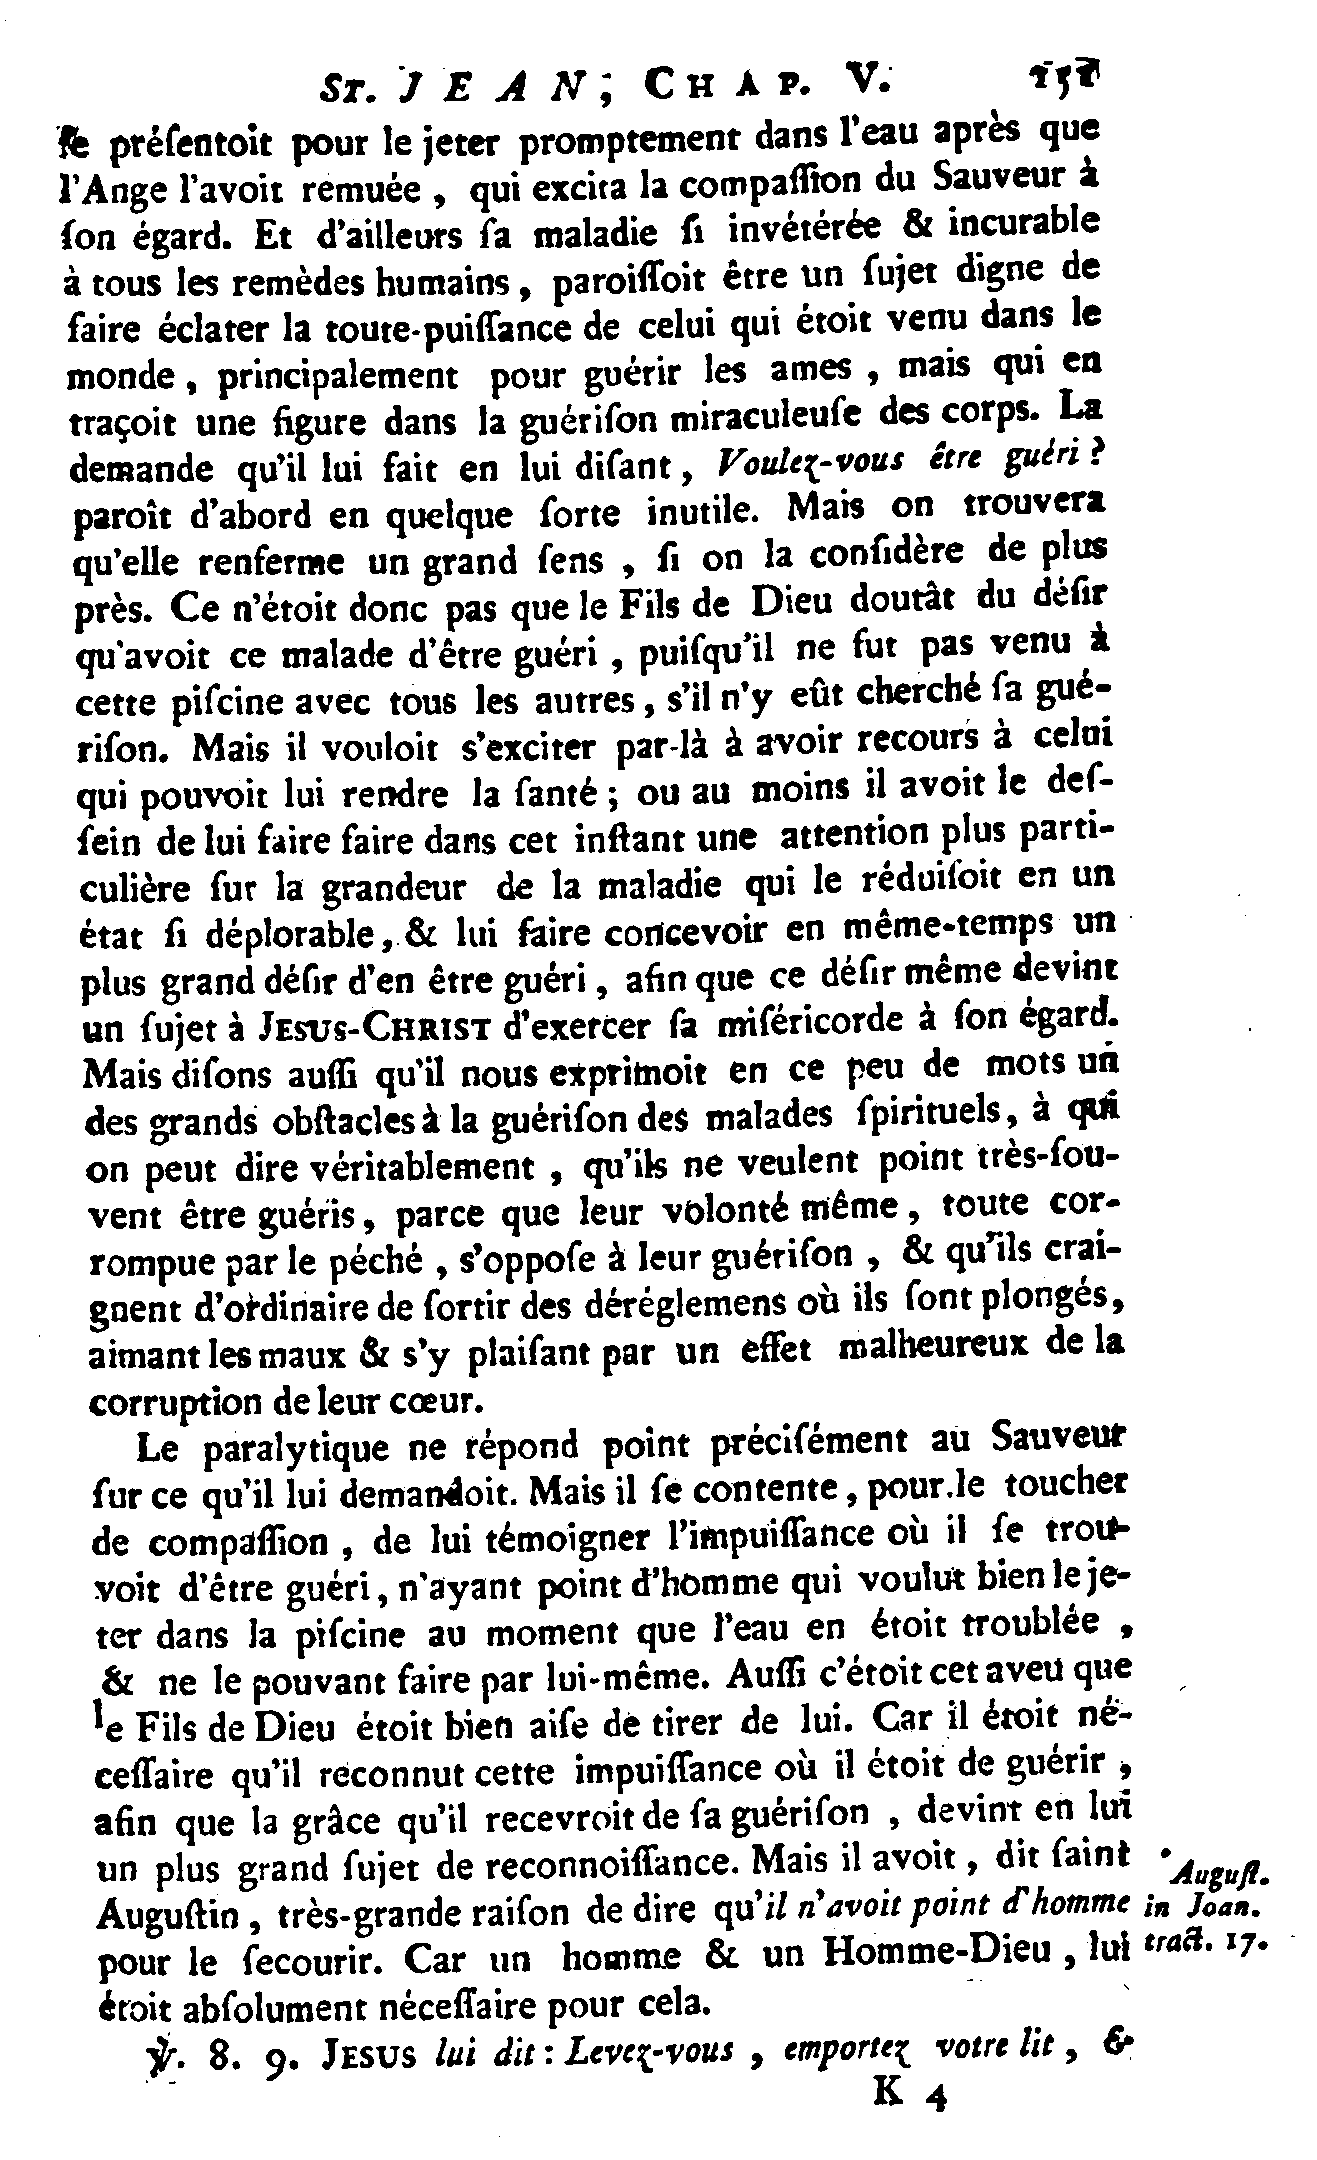 ST. JEAN, CHAP. V. 151
ſe préſentoit pour le jeter promptement dans l'eau après que
l'Ange l'avoit remuée, qui excita la compaſſion du Sauveur à
ſon égard. Et d'ailleurs ſa maladie ſi invétérée & incurable
à tous les remèdes humains, paroiſſoit être un ſujet digne de
faire éclater la toute-puiſſance de celui qui étoit venu dans le
monde, principalement pour guérir les ames, mais qui en
traçoit une figure dans la guériſon miraculeuſe des corps. La
demande qu'il lui fait en lui diſant, Voulez-vous être guéri?
paroît d'abord en quelque ſorte inutile. Mais on trouvera
qu'elle renferme un grand ſens, ſi on la conſidère de plus
près. Ce n'étoit donc pas que le Fils de Dieu doutât du déſir
qu'avoit ce malade d'être guéri, puiſqu'il ne fut pas venu à
cette piſcine avec tous les autres, s'il n'y eût cherché ſa gué-
riſon. Mais il vouloit s'exciter par-là à avoir recours à celui
qui pouvoit lui rendre la ſanté; ou au moins il avoit le deſ-
ſein de lui faire faire dans cet inſtant une attention plus parti-
culière ſur la grandeur de la maladie qui le réduiſoit en un
état ſi déplorable, & lui faire concevoir en même-temps un
plus grand déſir d'en être guéri, afin que ce déſir même devint
un ſujet à JESUS-CHRIST d'exercer ſa miſéricorde à ſon égard.
Mais diſons auſſi qu'il nous exprimoit en ce peu de mots un
des grands obſtacles à la guériſon des malades ſpirituels, à qui
on peut dire véritablement, qu'ils ne veulent point très-ſou-
vent être guéris, parce que leur volonté même, toute cor-
rompue par le péché, s'oppoſe à leur guériſon, & qu'ils crai-
gnent d'ordinaire de ſortir des déréglemens où ils ſont plongés,
aimant les maux & s'y plaiſant par un effet malheureux de la
corruption de leur cœur.
Le paralytique ne répond point préciſément au Sauveur
ſur ce qu'il lui demandoit. Mais il ſe contente, pour le toucher
de compaſſion, de lui témoigner l'impuiſſance où il ſe trou-
voit d'être guéri, n'ayant point d'homme qui voulut bien le je-
ter dans la piſcine au moment que l'eau en étoit troublée,
& ne le pouvant faire par lui-même. Auſſi c'étoit cet aveu que
le Fils de Dieu étoit bien aiſe de tirer de lui. Car il étoit né-
ceſſaire qu'il reconnut cette impuiſſance où il étoit de guérir,
afin que la grâce qu'il recevroit de ſa guériſon, devint en lui
un plus grand ſujet de reconnoiſſance. Mais il avoit, dit ſaint
Auguſtin, très-grande raiſon de dire qu'il n'avoit point d'homme
pour le ſecourir. Car un homme & un Homme-Dieu, lui
étoit abſolument néceſſaire pour cela.
Auguſt.
in Joan.
tract. 17.
℣. 8. 9. JESUS lui dit: Levez-vous, emportez votre lit, &
K 4